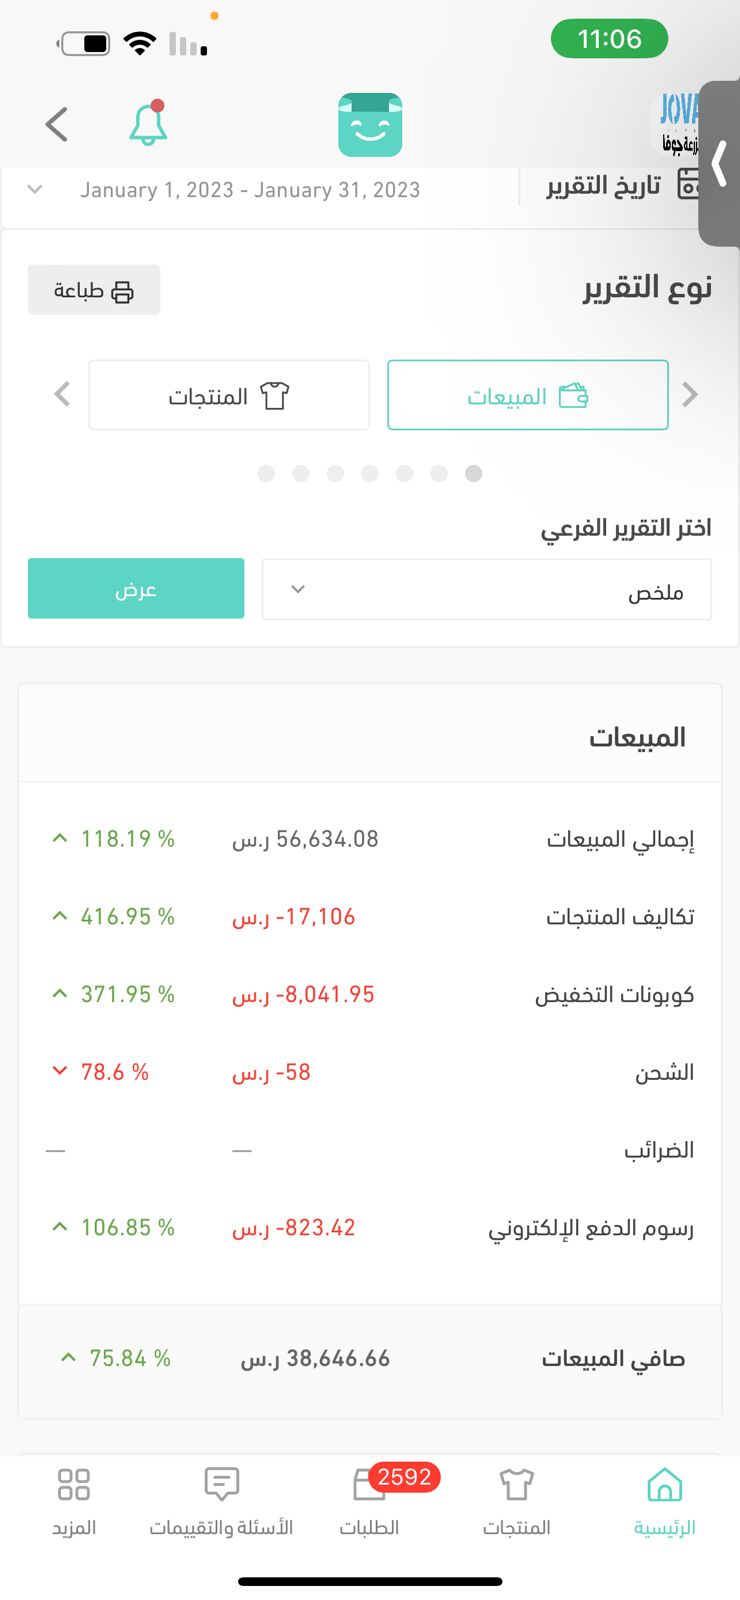 11:06
JOVA
مزرعة جوفا
تاريخ التقرير
January 1, 2023 - January 31, 2023
نوع التقرير
طباعة
المبيعات
المنتجات
اختر التقرير الفرعي
ملخص
عرض
المبيعات
إجمالي المبيعات 56,634.08 ر.س 118.19 %
تكاليف المنتجات -17,106 ر.س 416.95 %
كوبونات التخفيض -8,041.95 ر.س 371.95 %
الشحن -58 ر.س 78.6 %
الضرائب — —
رسوم الدفع الإلكتروني -823.42 ر.س 106.85 %
صافي المبيعات 38,646.66 ر.س 75.84 %
2592
الرئيسية
المنتجات
الطلبات
الأسئلة والتقييمات
المزيد